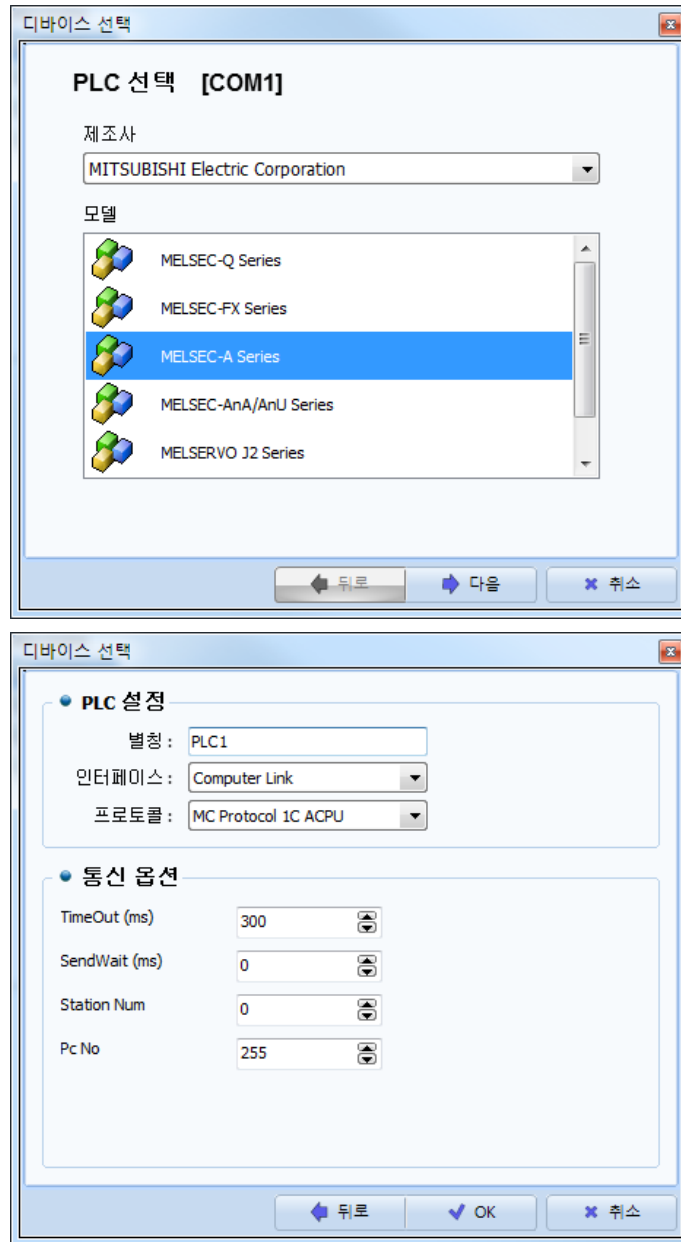 디바이스 선택
PLC 선택 [COM1]
제조사
MITSUBISHI Electric Corporation
모델
MELSEC-Q Series
MELSEC-FX Series
MELSEC-A Series
MELSEC-AnA/AnU Series
MELSERVO J2 Series
뒤로 다음 취소
디바이스 선택
PLC 설정
별칭 : PLC1
인터페이스 : Computer Link
프로토콜 : MC Protocol 1C ACPU
통신 옵션
TimeOut (ms) 300
SendWait (ms) 0
Station Num 0
Pc No 255
뒤로 OK 취소